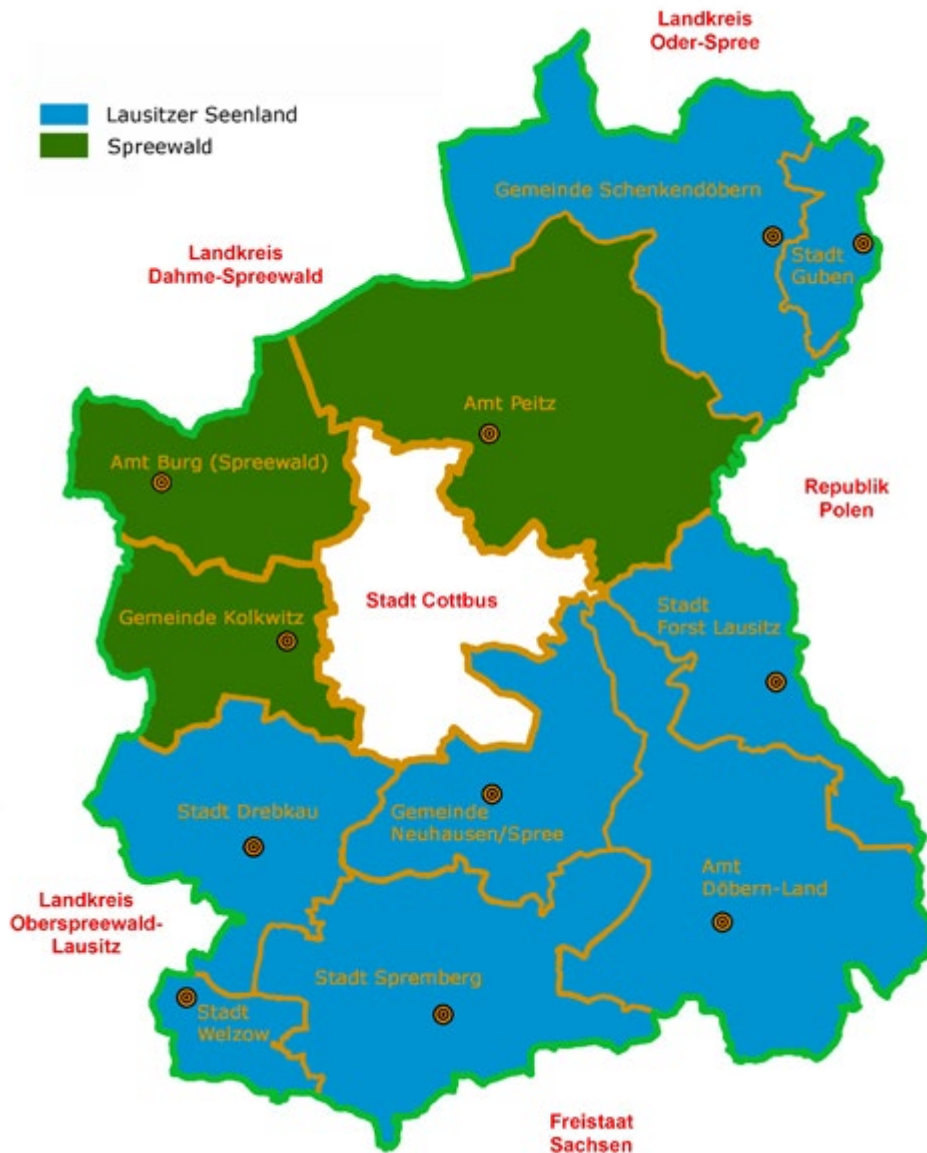 Landkreis
Oder-Spree
Lausitzer Seenland
Spreewald
Gemeinde Schenkendöbern
Stadt
Guben
Landkreis
Dahme-Spreewald
Amt Peitz
Amt Burg (Spreewald)
Republik
Polen
Stadt Cottbus
Stadt
Forst Lausitz
Gemeinde Kolkwitz
Stadt Drebkau
Gemeinde
Neuhausen/Spree
Amt
Döbern-Land
Landkreis
Oberspreewald-
Lausitz
Stadt Spremberg
Stadt
Welzow
Freistaat
Sachsen